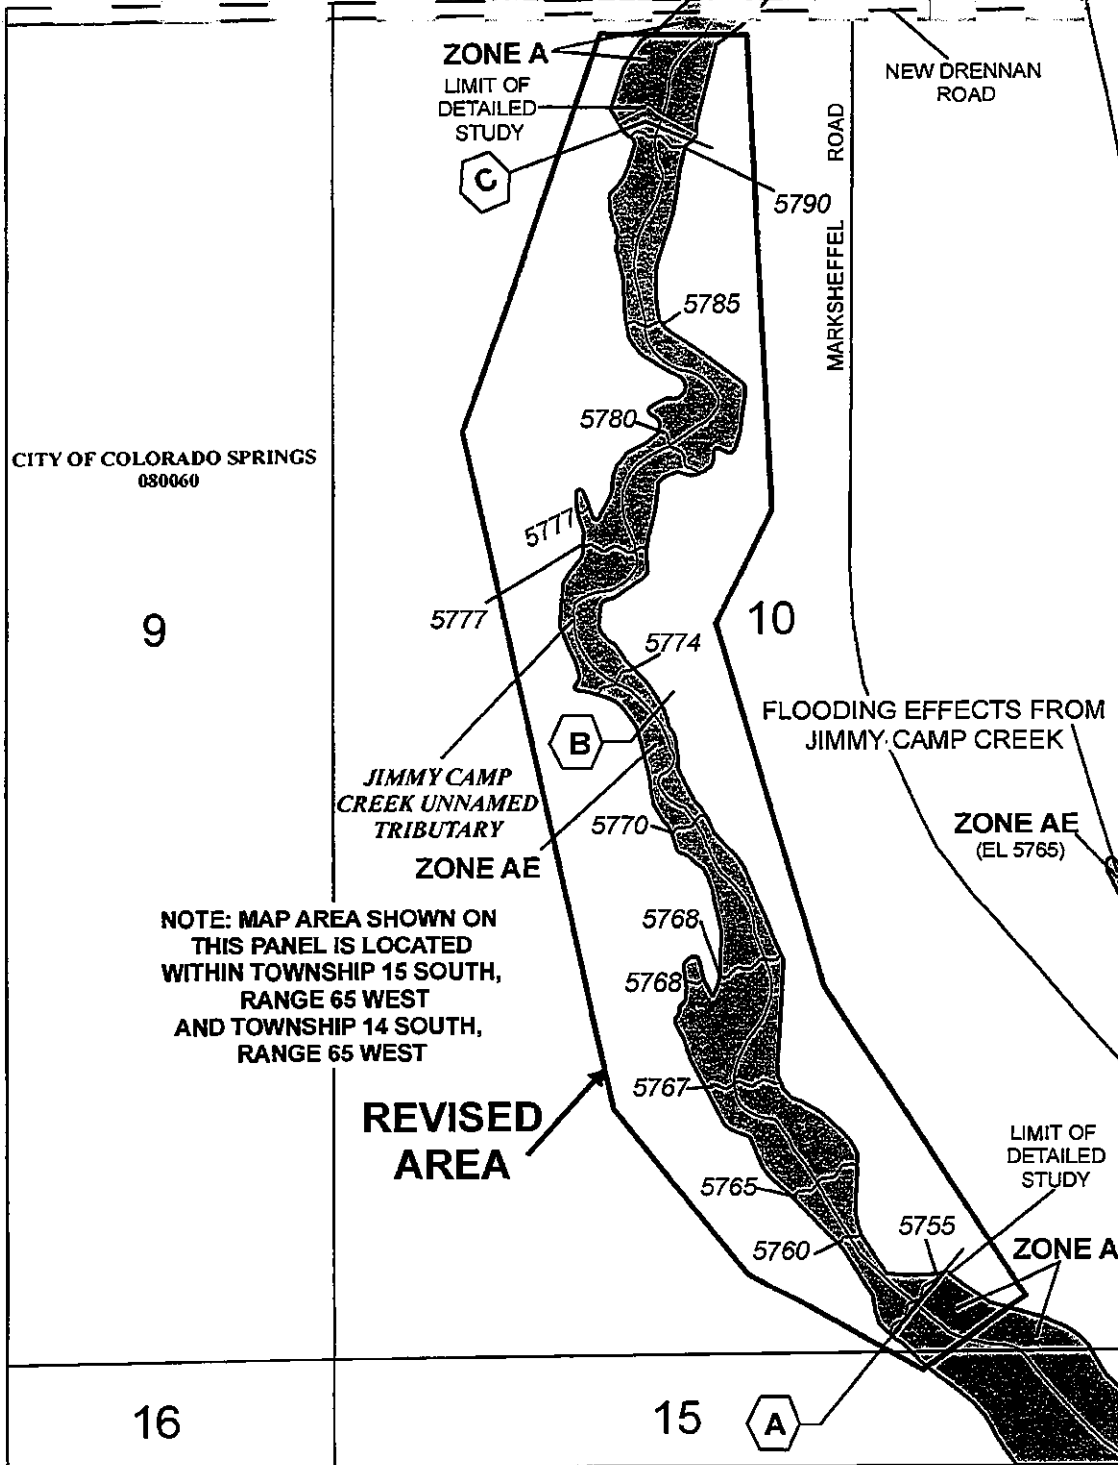 ZONE A
LIMIT OF
DETAILED
STUDY
C
NEW DRENNAN
ROAD
MARKSHEFFEL ROAD
5790
5785
5780
CITY OF COLORADO SPRINGS
080060
5777
5777
9
10
5774
FLOODING EFFECTS FROM
JIMMY CAMP CREEK
B
JIMMY CAMP
CREEK UNNAMED
TRIBUTARY
5770
ZONE AE
(EL 5765)
ZONE AE
NOTE: MAP AREA SHOWN ON
THIS PANEL IS LOCATED
WITHIN TOWNSHIP 15 SOUTH,
RANGE 65 WEST
AND TOWNSHIP 14 SOUTH,
RANGE 65 WEST
5768
5768
5767
REVISED
AREA
LIMIT OF
DETAILED
STUDY
5765
5755
5760
ZONE A
16
15
A